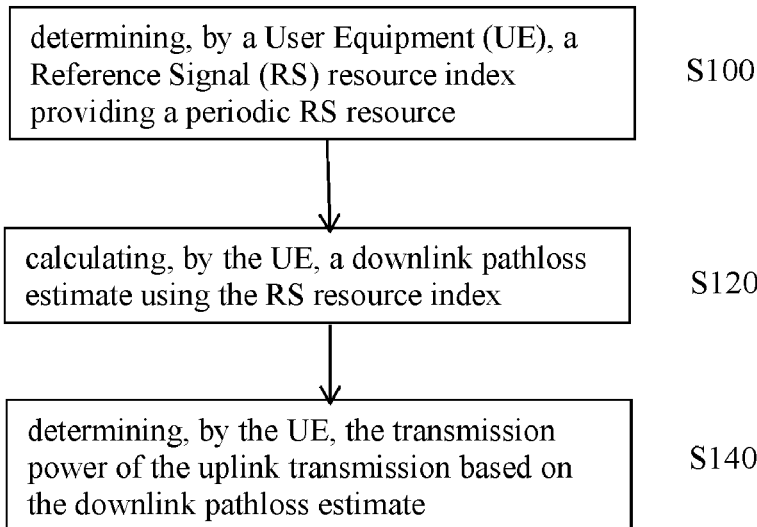 determining, by a User Equipment (UE), a
Reference Signal (RS) resource index
providing a periodic RS resource
S100
calculating, by the UE, a downlink pathloss
estimate using the RS resource index
S120
determining, by the UE, the transmission
power of the uplink transmission based on
the downlink pathloss estimate
S140